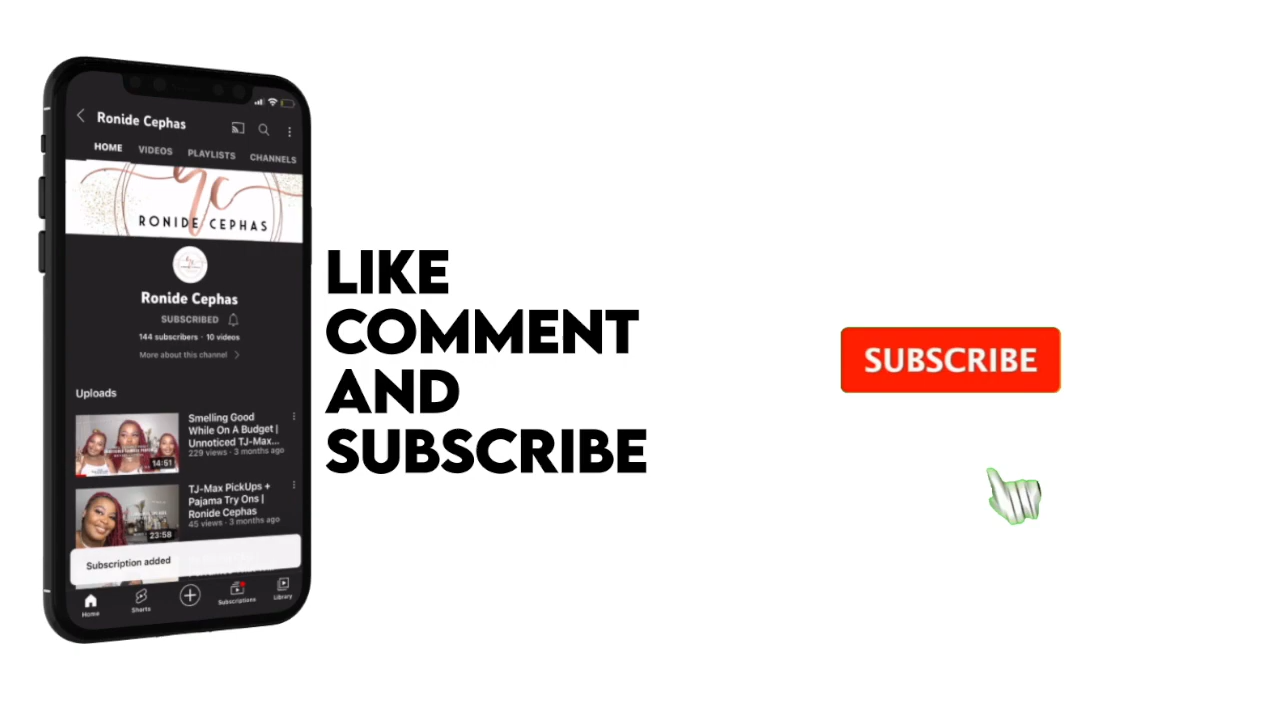 Ronide Cephas
HOME VIDEOS PLAYLISTS CHANNELS
RONIDE CEPHAS
Ronide Cephas
SUBSCRIBED
144 subscribers · 10 videos
More about this channel
Uploads
Smelling Good
While On A Budget |
Unnoticed TJ-Max...
229 views · 3 months ago
14:51
TJ-Max PickUps +
Pajama Try Ons |
Ronide Cephas
45 views · 3 months ago
23:58
Subscription added
Home Shorts Subscriptions Library
LIKE
COMMENT
AND
SUBSCRIBE
SUBSCRIBE